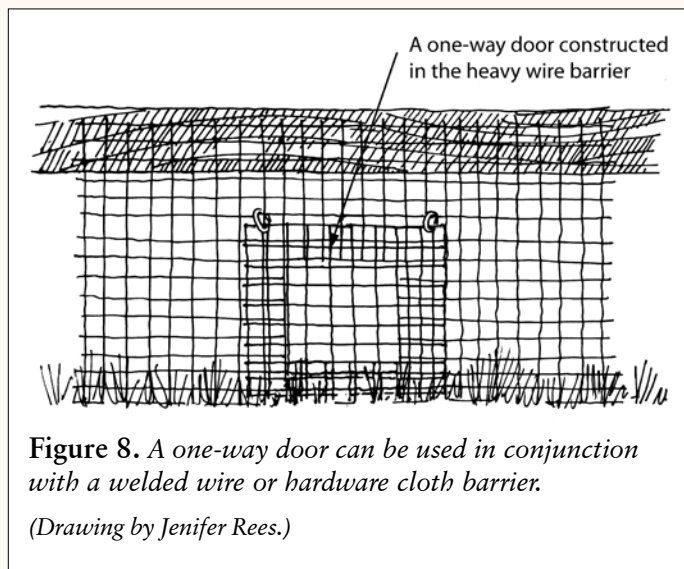 A one-way door constructed
in the heavy wire barrier
Figure 8. A one-way door can be used in conjunction
with a welded wire or hardware cloth barrier.
(Drawing by Jenifer Rees.)